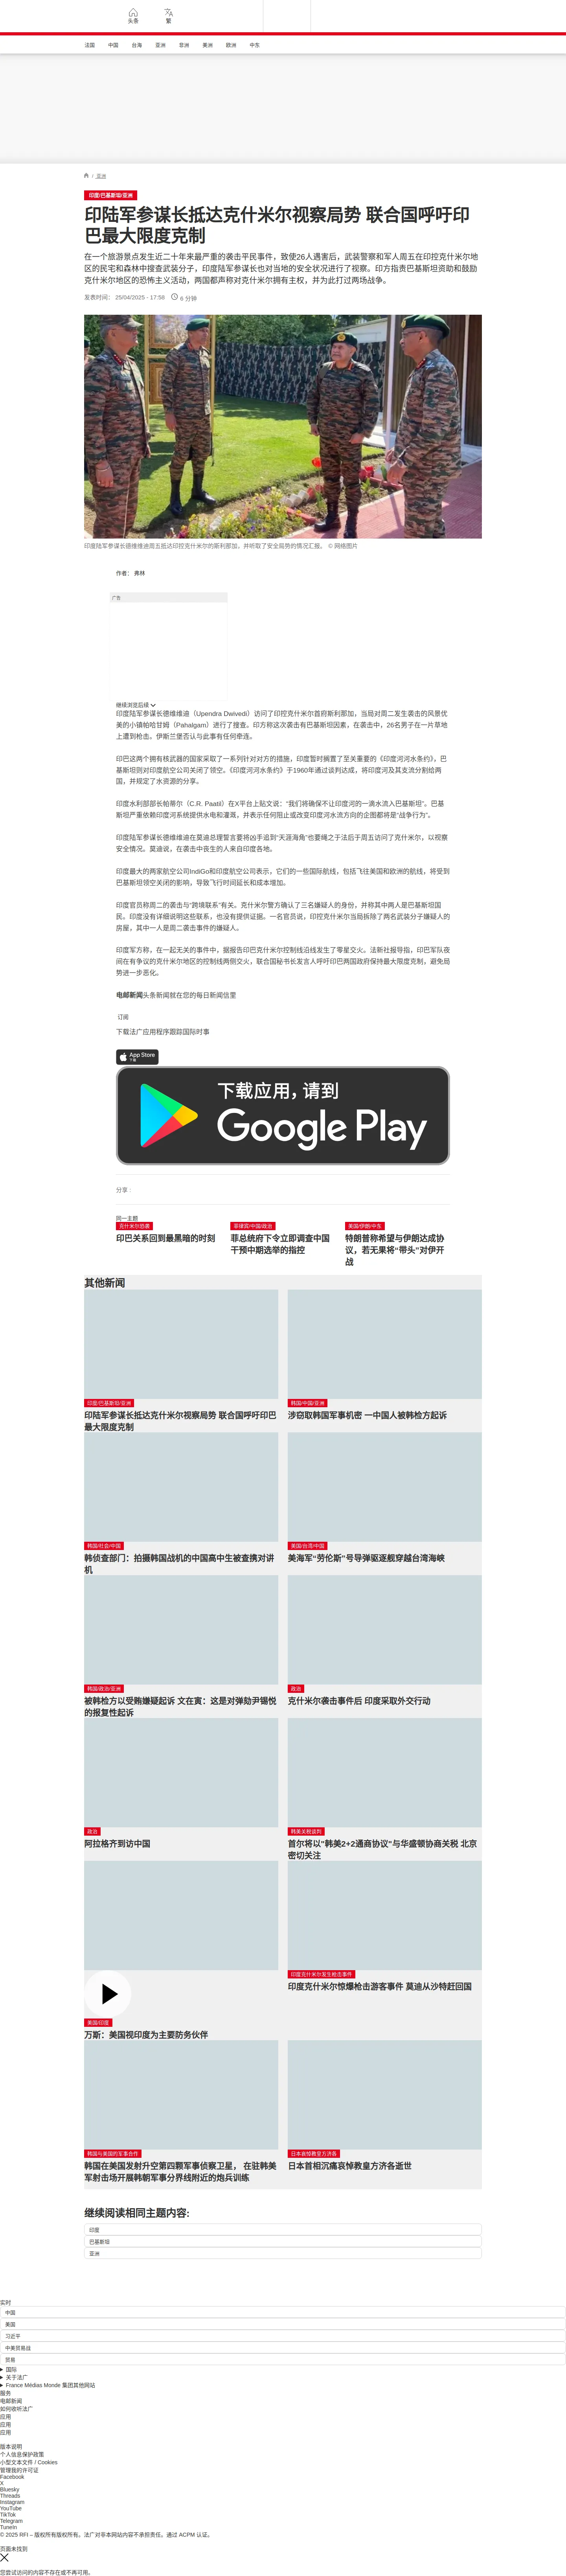 头条
繁
法国
中国
台海
亚洲
非洲
美洲
欧洲
中东
/ 亚洲
印度/巴基斯坦/亚洲
印陆军参谋长抵达克什米尔视察局势 联合国呼吁印
巴最大限度克制
在一个旅游景点发生近二十年来最严重的袭击平民事件，致使26人遇害后，武装警察和军人周五在印控克什米尔地
区的民宅和森林中搜查武装分子，印度陆军参谋长也对当地的安全状况进行了视察。印方指责巴基斯坦资助和鼓励
克什米尔地区的恐怖主义活动，两国都声称对克什米尔拥有主权，并为此打过两场战争。
发表时间： 25/04/2025 - 17:58
6 分钟
印度陆军参谋长德维维迪周五抵达印控克什米尔的斯利那加，并听取了安全局势的情况汇报。 © 网络图片
作者： 弗林
广告
继续浏览后续
印度陆军参谋长德维维迪（Upendra Dwivedi）访问了印控克什米尔首府斯利那加，当局对周二发生袭击的风景优
美的小镇帕哈甘姆（Pahalgam）进行了搜查。印方称这次袭击有巴基斯坦因素，在袭击中，26名男子在一片草地
上遭到枪击。伊斯兰堡否认与此事有任何牵连。
印巴这两个拥有核武器的国家采取了一系列针对对方的措施，印度暂时搁置了至关重要的《印度河河水条约》，巴
基斯坦则对印度航空公司关闭了领空。《印度河河水条约》于1960年通过谈判达成，将印度河及其支流分割给两
国，并规定了水资源的分享。
印度水利部部长帕蒂尔（C.R. Paatil）在X平台上贴文说：“我们将确保不让印度河的一滴水流入巴基斯坦”。巴基
斯坦严重依赖印度河系统提供水电和灌溉，并表示任何阻止或改变印度河水流方向的企图都将是“战争行为”。
印度陆军参谋长德维维迪在莫迪总理誓言要将凶手追到“天涯海角”也要绳之于法后于周五访问了克什米尔，以视察
安全情况。莫迪说，在袭击中丧生的人来自印度各地。
印度最大的两家航空公司IndiGo和印度航空公司表示，它们的一些国际航线，包括飞往美国和欧洲的航线，将受到
巴基斯坦领空关闭的影响，导致飞行时间延长和成本增加。
印度官员称周二的袭击与“跨境联系”有关。克什米尔警方确认了三名嫌疑人的身份，并称其中两人是巴基斯坦国
民。印度没有详细说明这些联系，也没有提供证据。一名官员说，印控克什米尔当局拆除了两名武装分子嫌疑人的
房屋，其中一人是周二袭击事件的嫌疑人。
印度军方称，在一起无关的事件中，据报告印巴克什米尔控制线沿线发生了零星交火。法新社报导指，印巴军队夜
间在有争议的克什米尔地区的控制线两侧交火，联合国秘书长发言人呼吁印巴两国政府保持最大限度克制，避免局
势进一步恶化。
电邮新闻头条新闻就在您的每日新闻信里
订阅
下载法广应用程序跟踪国际时事
App Store
下载
下载应用，请到
Google Play
分享 :
同一主题
克什米尔恐袭
印巴关系回到最黑暗的时刻
菲律宾/中国/政治
菲总统府下令立即调查中国
干预中期选举的指控
美国/伊朗/中东
特朗普称希望与伊朗达成协
议，若无果将“带头”对伊开
战
其他新闻
印度/巴基斯坦/亚洲
印陆军参谋长抵达克什米尔视察局势 联合国呼吁印巴
最大限度克制
韩国/中国/亚洲
涉窃取韩国军事机密 一中国人被韩检方起诉
韩国/社会/中国
韩侦查部门：拍摄韩国战机的中国高中生被查携对讲
机
美国/台湾/中国
美海军“劳伦斯”号导弹驱逐舰穿越台湾海峡
韩国/政治/亚洲
被韩检方以受贿嫌疑起诉 文在寅：这是对弹劾尹锡悦
的报复性起诉
政治
克什米尔袭击事件后 印度采取外交行动
政治
阿拉格齐到访中国
韩美关税谈判
首尔将以"韩美2+2通商协议"与华盛顿协商关税 北京
密切关注
美国/印度
万斯：美国视印度为主要防务伙伴
印度克什米尔发生枪击事件
印度克什米尔惊爆枪击游客事件 莫迪从沙特赶回国
韩国与美国的军事合作
韩国在美国发射升空第四颗军事侦察卫星， 在驻韩美
军射击场开展韩朝军事分界线附近的炮兵训练
日本哀悼教皇方济各
日本首相沉痛哀悼教皇方济各逝世
继续阅读相同主题内容:
印度
巴基斯坦
亚洲
实时
中国
美国
习近平
中美贸易战
贸易
国际
关于法广
France Médias Monde 集团其他网站
服务
电邮新闻
如何收听法广
应用
应用
应用
版本说明
个人信息保护政策
小型文本文件 / Cookies
管理我的许可证
Facebook
X
Bluesky
Threads
Instagram
YouTube
TikTok
Telegram
TuneIn
© 2025 RFI – 版权所有版权所有。法广对非本网站内容不承担责任。通过 ACPM 认证。
页面未找到
您尝试访问的内容不存在或不再可用。